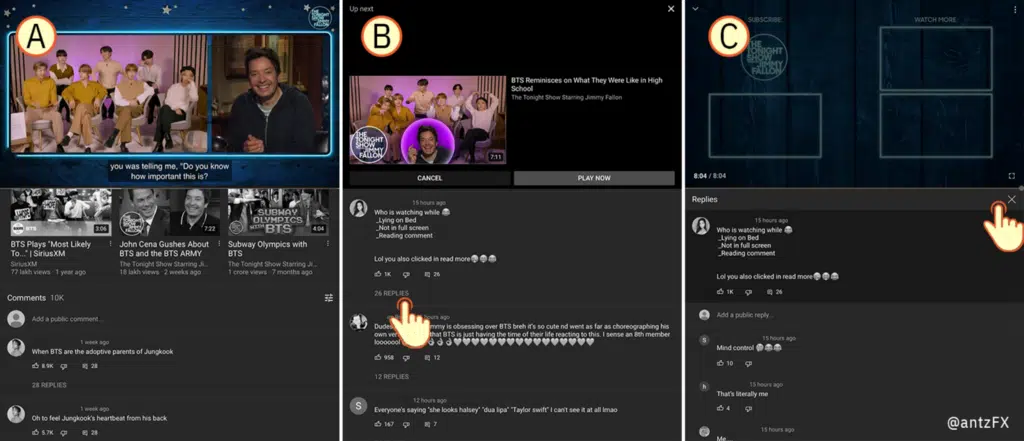 A
THE
TONIGHT
SHOW
STARRING
JIMMY
FALLON
you was telling me, "Do you know
how important this is?
3:06
7:22
SUBWAY
OLYMPICS
WITH BTS
4:04
BTS Plays 'Most Likely
To...' | SiriusXM
SiriusXM
77 lakh views · 1 year ago
John Cena Gushes About
BTS and the BTS ARMY
The Tonight Show Starring Ji...
18 lakh views · 2 weeks ago
Subway Olympics with
BTS
The Tonight Show Starring Ji...
1 crore views · 7 months ago
Comments 10K
Add a public comment...
1 week ago
When BTS are the adoptive parents of Jungkook
8.9K 28
28 REPLIES
1 week ago
Oh to feel Jungkook's heartbeat from his back
5.7K 28
Up next
B
THE
TONIGHT
SHOW
STARRING
JIMMY
FALLON
7:11
BTS Reminisces on What They Were Like in High
School
The Tonight Show Starring Jimmy Fallon
CANCEL
PLAY NOW
15 hours ago
Who is watching while 😂
_Lying on Bed
_Not in full screen
_Reading comment
Lol you also clicked in read more
1K 26
26 REPLIES
hours ago
Dudes
mmy is obsessing over BTS breh it's so cute nd went as far as choreographing his
own ver
that BTS is just having the time of their life reacting to this. I sense an 8th member
looooool
958 12
12 REPLIES
S
12 hours ago
Everyone's saying "she looks halsey" "dua lipa" "Taylor swift" I can't see it at all lmao
167 7
C
SUBSCRIBE
WATCH MORE
THE
TONIGHT
SHOW
STARRING
JIMMY
FALLON
8:04 / 8:04
Replies
15 hours ago
Who is watching while 😂
_Lying on Bed
_Not in full screen
_Reading comment
Lol you also clicked in read more
1K 26
Add a public reply...
S
15 hours ago
Mind control
10
h
15 hours ago
That's literally me
4
15 hours ago
Me...
@antzFX